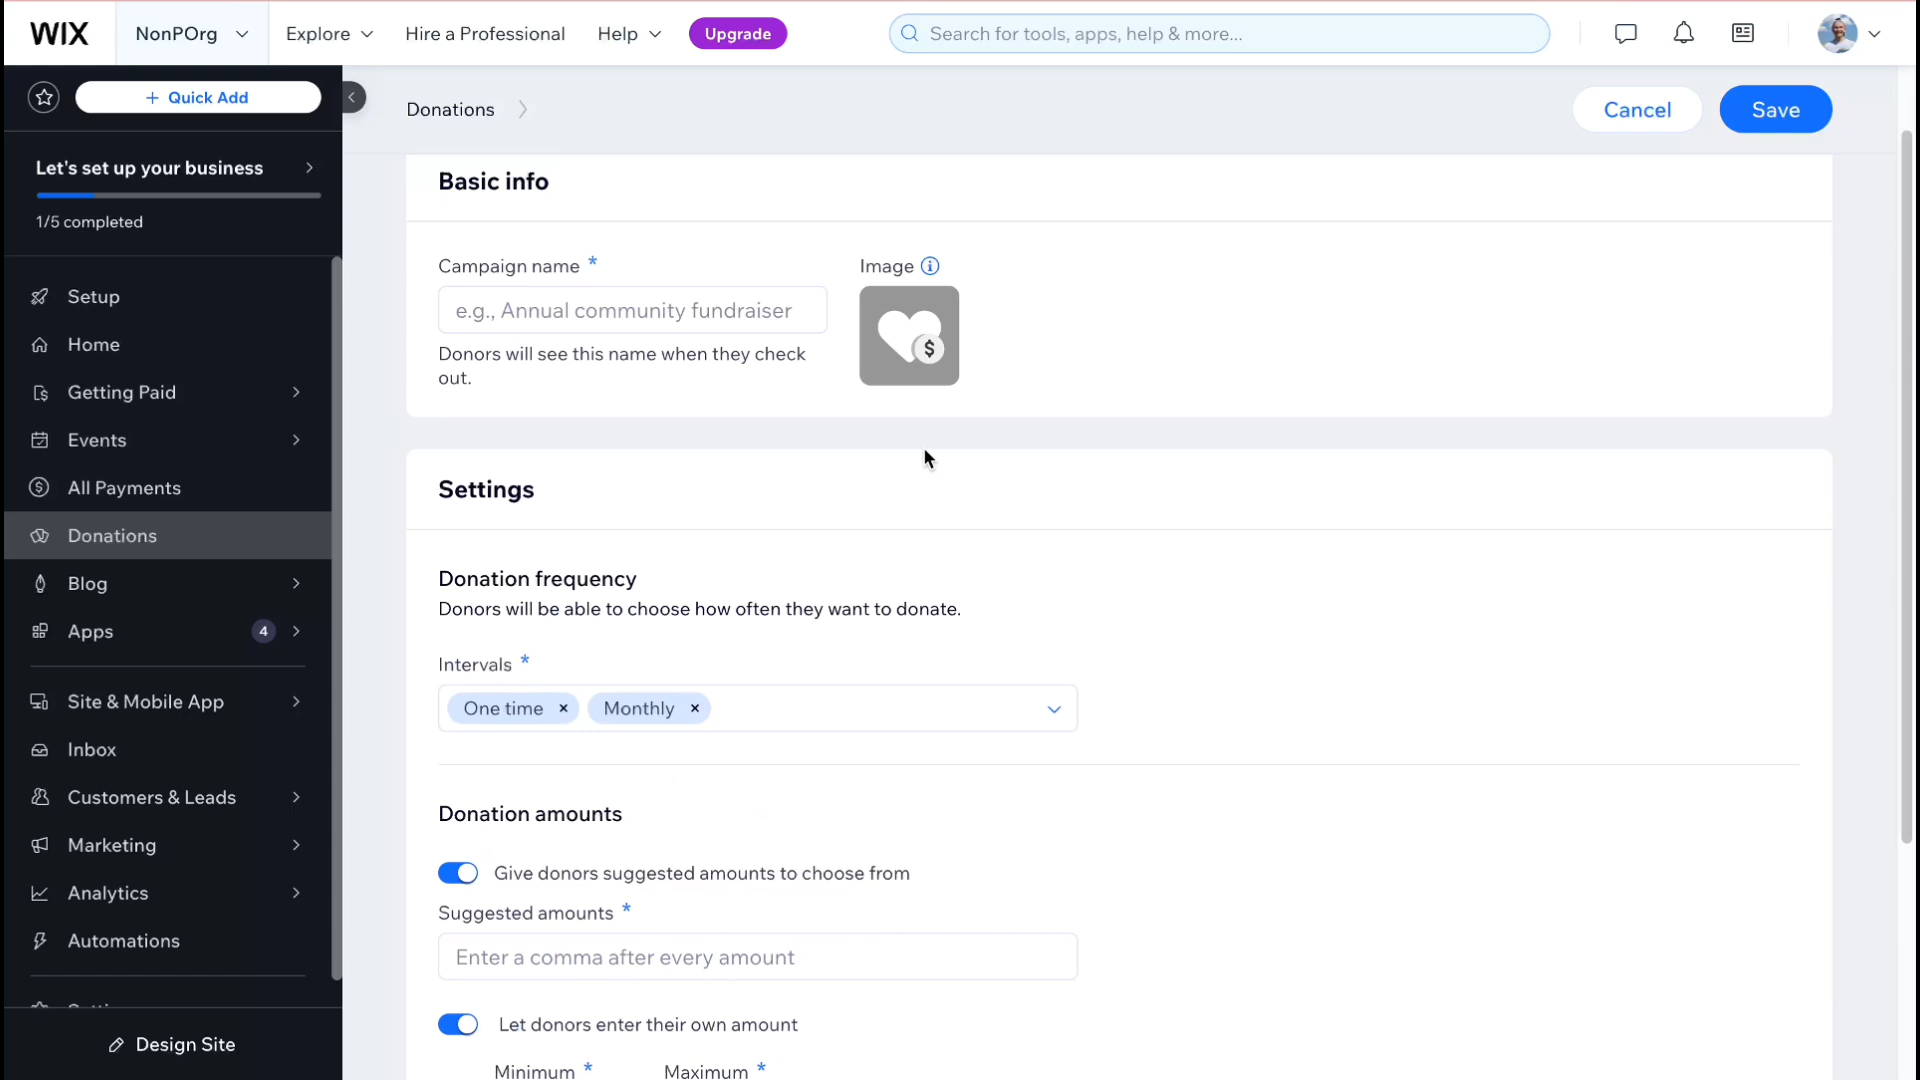 WIX
NonPOrg
Explore
Hire a Professional
Help
Upgrade
Search for tools, apps, help & more...
+ Quick Add
Let's set up your business
1/5 completed
Setup
Home
Getting Paid
Events
All Payments
Donations
Blog
Apps
4
Site & Mobile App
Inbox
Customers & Leads
Marketing
Analytics
Automations
Design Site
Donations
Cancel
Save
Basic info
Campaign name *
Image
e.g., Annual community fundraiser
$
Donors will see this name when they check
out.
Settings
Donation frequency
Donors will be able to choose how often they want to donate.
Intervals *
One time ×
Monthly ×
Donation amounts
Give donors suggested amounts to choose from
Suggested amounts *
Enter a comma after every amount
Let donors enter their own amount
Minimum *
Maximum *